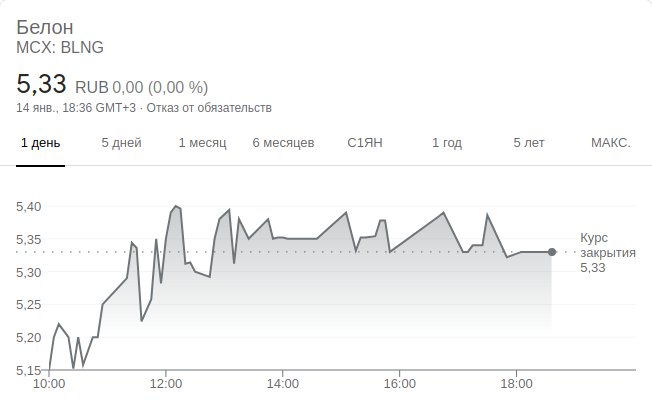 Белон
MCX: BLNG
5,33 RUB 0,00 (0,00 %)
14 янв., 18:36 GMT+3 · Отказ от обязательств
1 день 5 дней 1 месяц 6 месяцев С1ЯН 1 год 5 лет МАКС.
5,40
5,35
5,30
5,25
5,20
5,15
Курс
закрытия
5,33
10:00 12:00 14:00 16:00 18:00